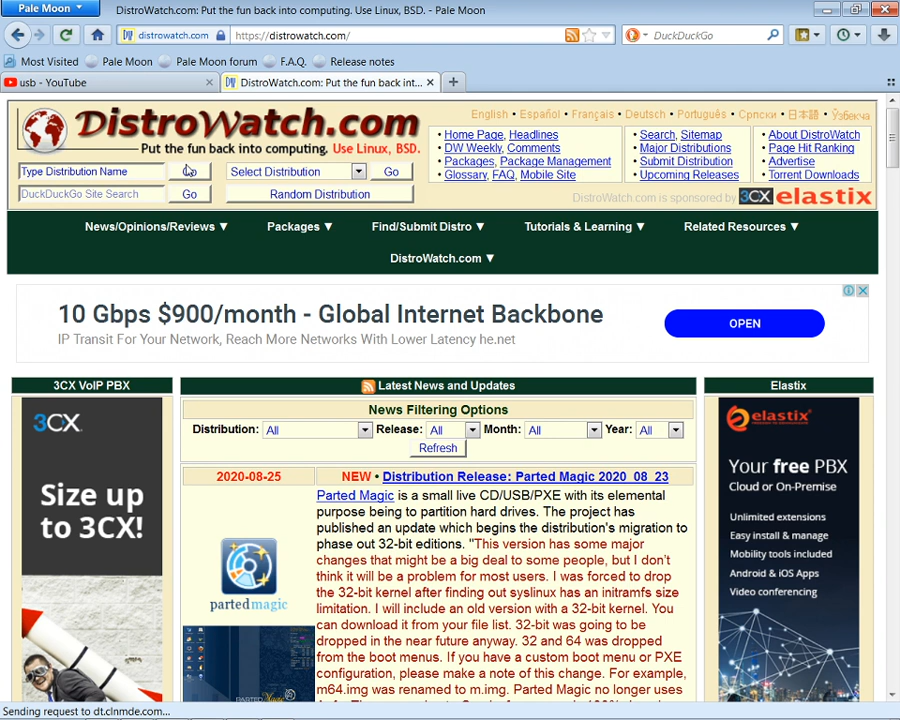 Pale Moon
DistroWatch.com: Put the fun back into computing. Use Linux, BSD. - Pale Moon
distrowatch.com
https://distrowatch.com/
DuckDuckGo
Most Visited Pale Moon Pale Moon forum F.A.Q. Release notes
usb - YouTube
DistroWatch.com: Put the fun back int...
DistroWatch.com
Put the fun back into computing. Use Linux, BSD.
English • Español • Français • Deutsch • Português • Српски • 日本語 • Ўзбекча
• Home Page, Headlines
• DW Weekly, Comments
• Packages, Package Management
• Glossary, FAQ, Mobile Site
• Search, Sitemap
• Major Distributions
• Submit Distribution
• Upcoming Releases
• About DistroWatch
• Page Hit Ranking
• Advertise
• Torrent Downloads
Type Distribution Name Go
Select Distribution Go
DuckDuckGo Site Search Go
Random Distribution
DistroWatch.com is sponsored by 3CX elastix
News/Opinions/Reviews ▼ Packages ▼ Find/Submit Distro ▼ Tutorials & Learning ▼ Related Resources ▼
DistroWatch.com ▼
10 Gbps $900/month - Global Internet Backbone
IP Transit For Your Network, Reach More Networks With Lower Latency he.net
OPEN
3CX VoIP PBX
3CX
Size up
to 3CX!
Latest News and Updates
News Filtering Options
Distribution: All Release: All Month: All Year: All
Refresh
2020-08-25
NEW • Distribution Release: Parted Magic 2020_08_23
parted magic
Parted Magic is a small live CD/USB/PXE with its elemental
purpose being to partition hard drives. The project has
published an update which begins the distribution's migration to
phase out 32-bit editions. "This version has some major
changes that might be a big deal to some people, but I don't
think it will be a problem for most users. I was forced to drop
the 32-bit kernel after finding out syslinux has an initramfs size
limitation. I will include an old version with a 32-bit kernel. You
can download it from your file list. 32-bit was going to be
dropped in the near future anyway. 32 and 64 was dropped
from the boot menus. If you have a custom boot menu or PXE
configuration, please make a note of this change. For example,
m64.img was renamed to m.img. Parted Magic no longer uses
Elastix
elastix
Your free PBX
Cloud or On-Premise
Unlimited extensions
Easy install & manage
Mobility tools included
Android & iOS Apps
Video conferencing
Sending request to dt.clnmde.com...